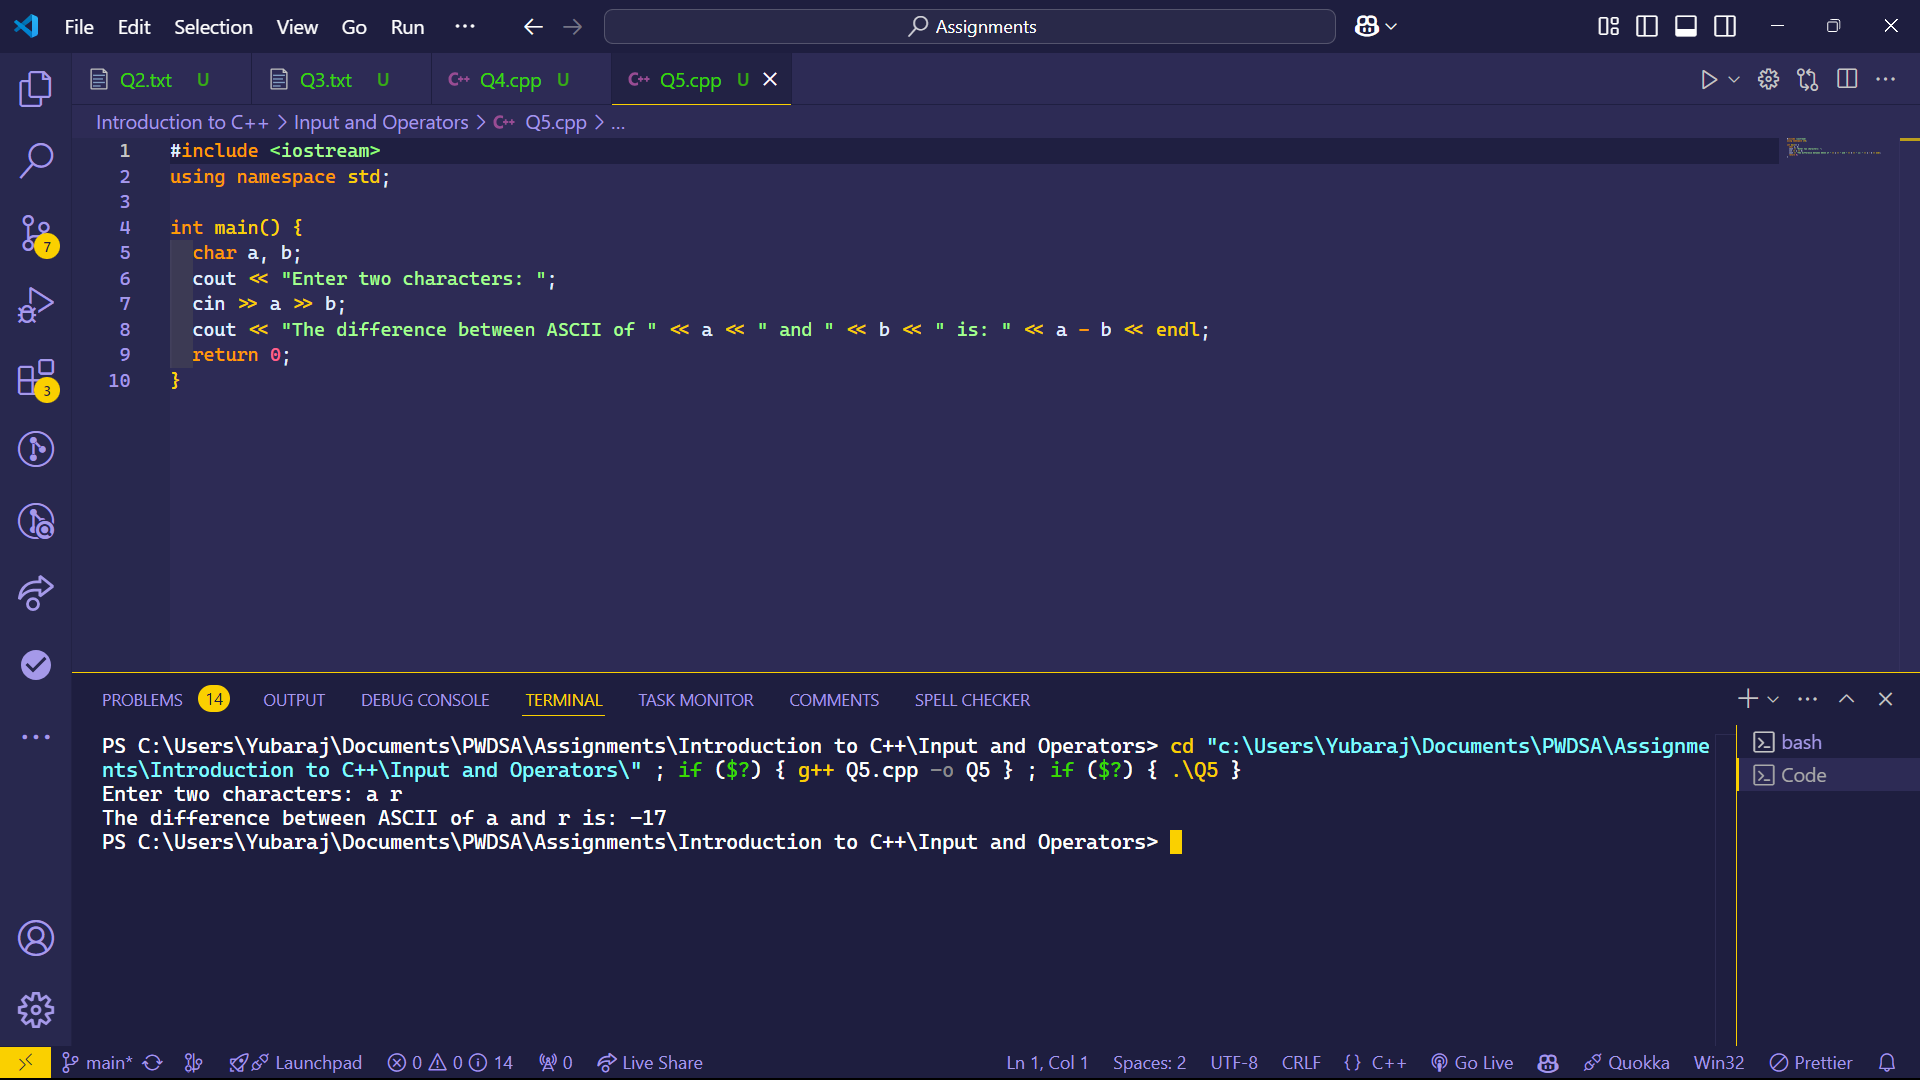 File Edit Selection View Go Run ··· Assignments
Q2.txt U Q3.txt U Q4.cpp U Q5.cpp U
Introduction to C++ > Input and Operators > Q5.cpp > ...
1 #include <iostream>
2 using namespace std;
3
4 int main() {
5 char a, b;
6 cout << "Enter two characters: ";
7 cin >> a >> b;
8 cout << "The difference between ASCII of " << a << " and " << b << " is: " << a - b << endl;
9 return 0;
10 }
7
3
PROBLEMS 14 OUTPUT DEBUG CONSOLE TERMINAL TASK MONITOR COMMENTS SPELL CHECKER
PS C:\Users\Yubaraj\Documents\PWDSA\Assignments\Introduction to C++\Input and Operators> cd "c:\Users\Yubaraj\Documents\PWDSA\Assignme
nts\Introduction to C++\Input and Operators\" ; if ($?) { g++ Q5.cpp -o Q5 } ; if ($?) { .\Q5 }
Enter two characters: a r
The difference between ASCII of a and r is: -17
PS C:\Users\Yubaraj\Documents\PWDSA\Assignments\Introduction to C++\Input and Operators>
bash
Code
main* Launchpad 0 0 14 0 Live Share Ln 1, Col 1 Spaces: 2 UTF-8 CRLF {} C++ Go Live Quokka Win32 Prettier